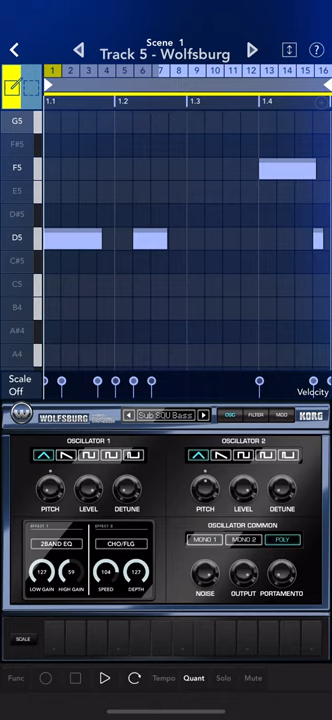 Scene 1
Track 5 - Wolfsburg
?
1 2 3 4 5 6 7 8 9 10 11 12 13 14 15 16
1.1 1.2 1.3 1.4
G5
F#5
F5
E5
D#5
D5
C#5
C5
B4
A#4
A4
Scale
Off
Velocity
W WOLFSBURG Sub SQU Bass OSC FILTER MOD KORG
OSCILLATOR 1 OSCILLATOR 2
PITCH LEVEL DETUNE PITCH LEVEL DETUNE
EFFECT 1 EFFECT 2 OSCILLATOR COMMON
2BAND EQ CHO/FLG MONO 1 MONO 2 POLY
127 59 104 127
LOW GAIN HIGH GAIN SPEED DEPTH NOISE OUTPUT PORTAMENTO
SCALE
Func Tempo Quant Solo Mute